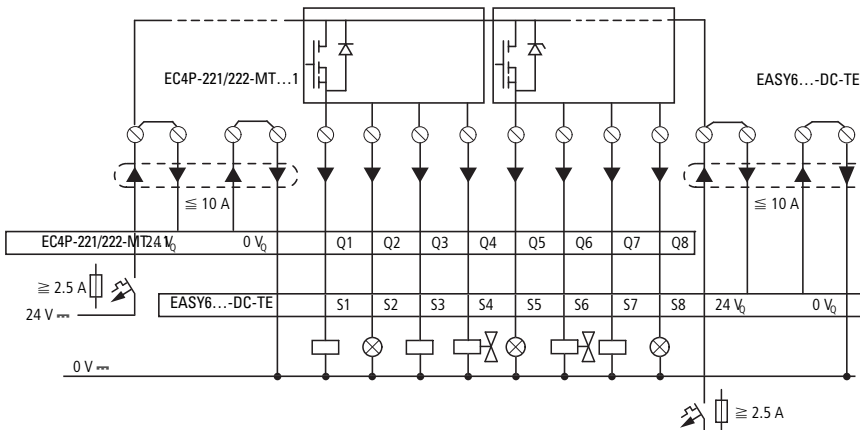 EC4P-221/222-MT...1
EASY6...-DC-TE
≦ 10 A
≦ 10 A
EC4P-221/222-MT...1 24 VQ 0 VQ Q1 Q2 Q3 Q4 Q5 Q6 Q7 Q8
≧ 2.5 A
24 V
EASY6...-DC-TE S1 S2 S3 S4 S5 S6 S7 S8 24 VQ 0 VQ
0 V
≧ 2.5 A